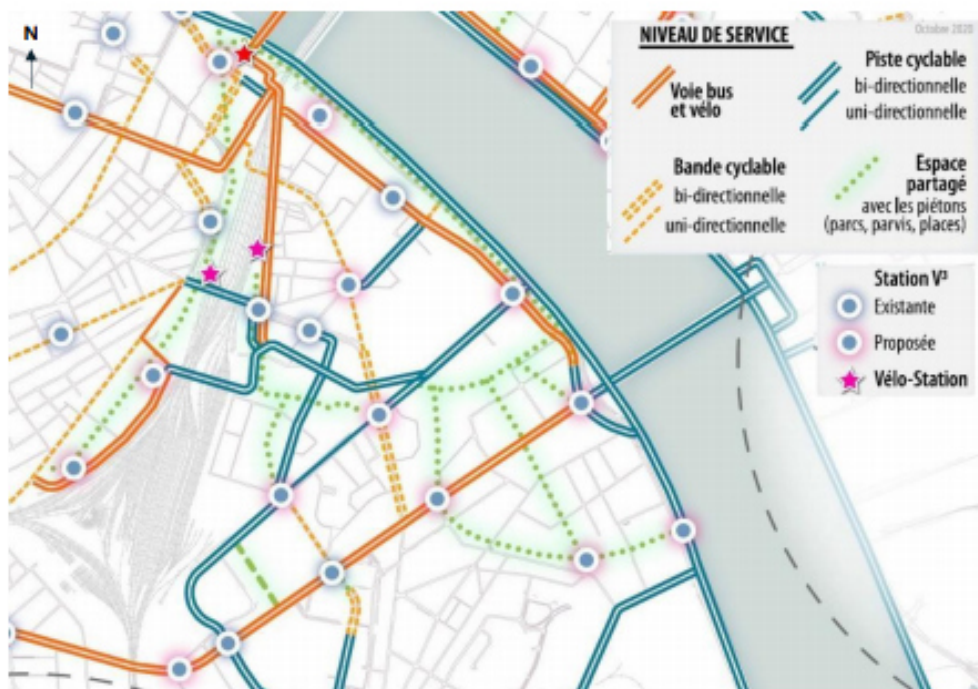 N
Octobre 2020
NIVEAU DE SERVICE
Voie bus
et vélo
Bande cyclable
bi-directionnelle
uni-directionnelle
Piste cyclable
bi-directionnelle
uni-directionnelle
Espace
partagé
avec les piétons
(parcs, parvis, places)
Station V³
Existante
Proposée
Vélo-Station